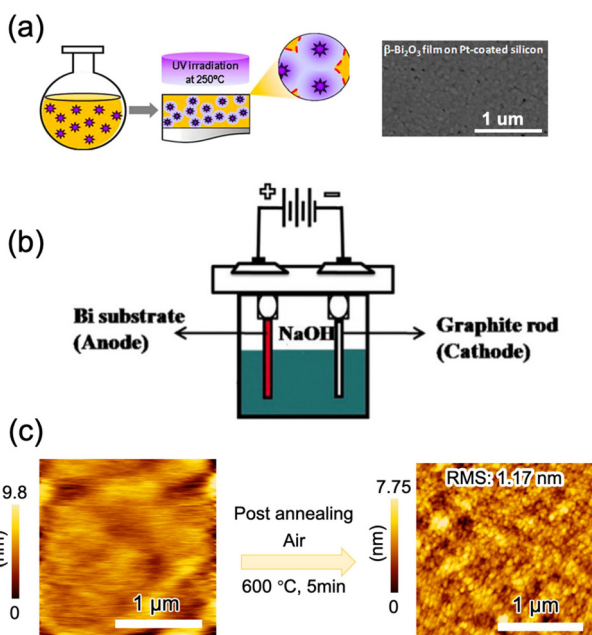 (a)
UV irradiation
at 250ºC
β-Bi₂O₃ film on Pt-coated silicon
1 um
(b)
+ −
Bi substrate
(Anode)
NaOH
Graphite rod
(Cathode)
(c)
9.8
(nm)
0
1 μm
Post annealing
Air
600 °C, 5min
7.75
(nm)
0
RMS: 1.17 nm
1 μm